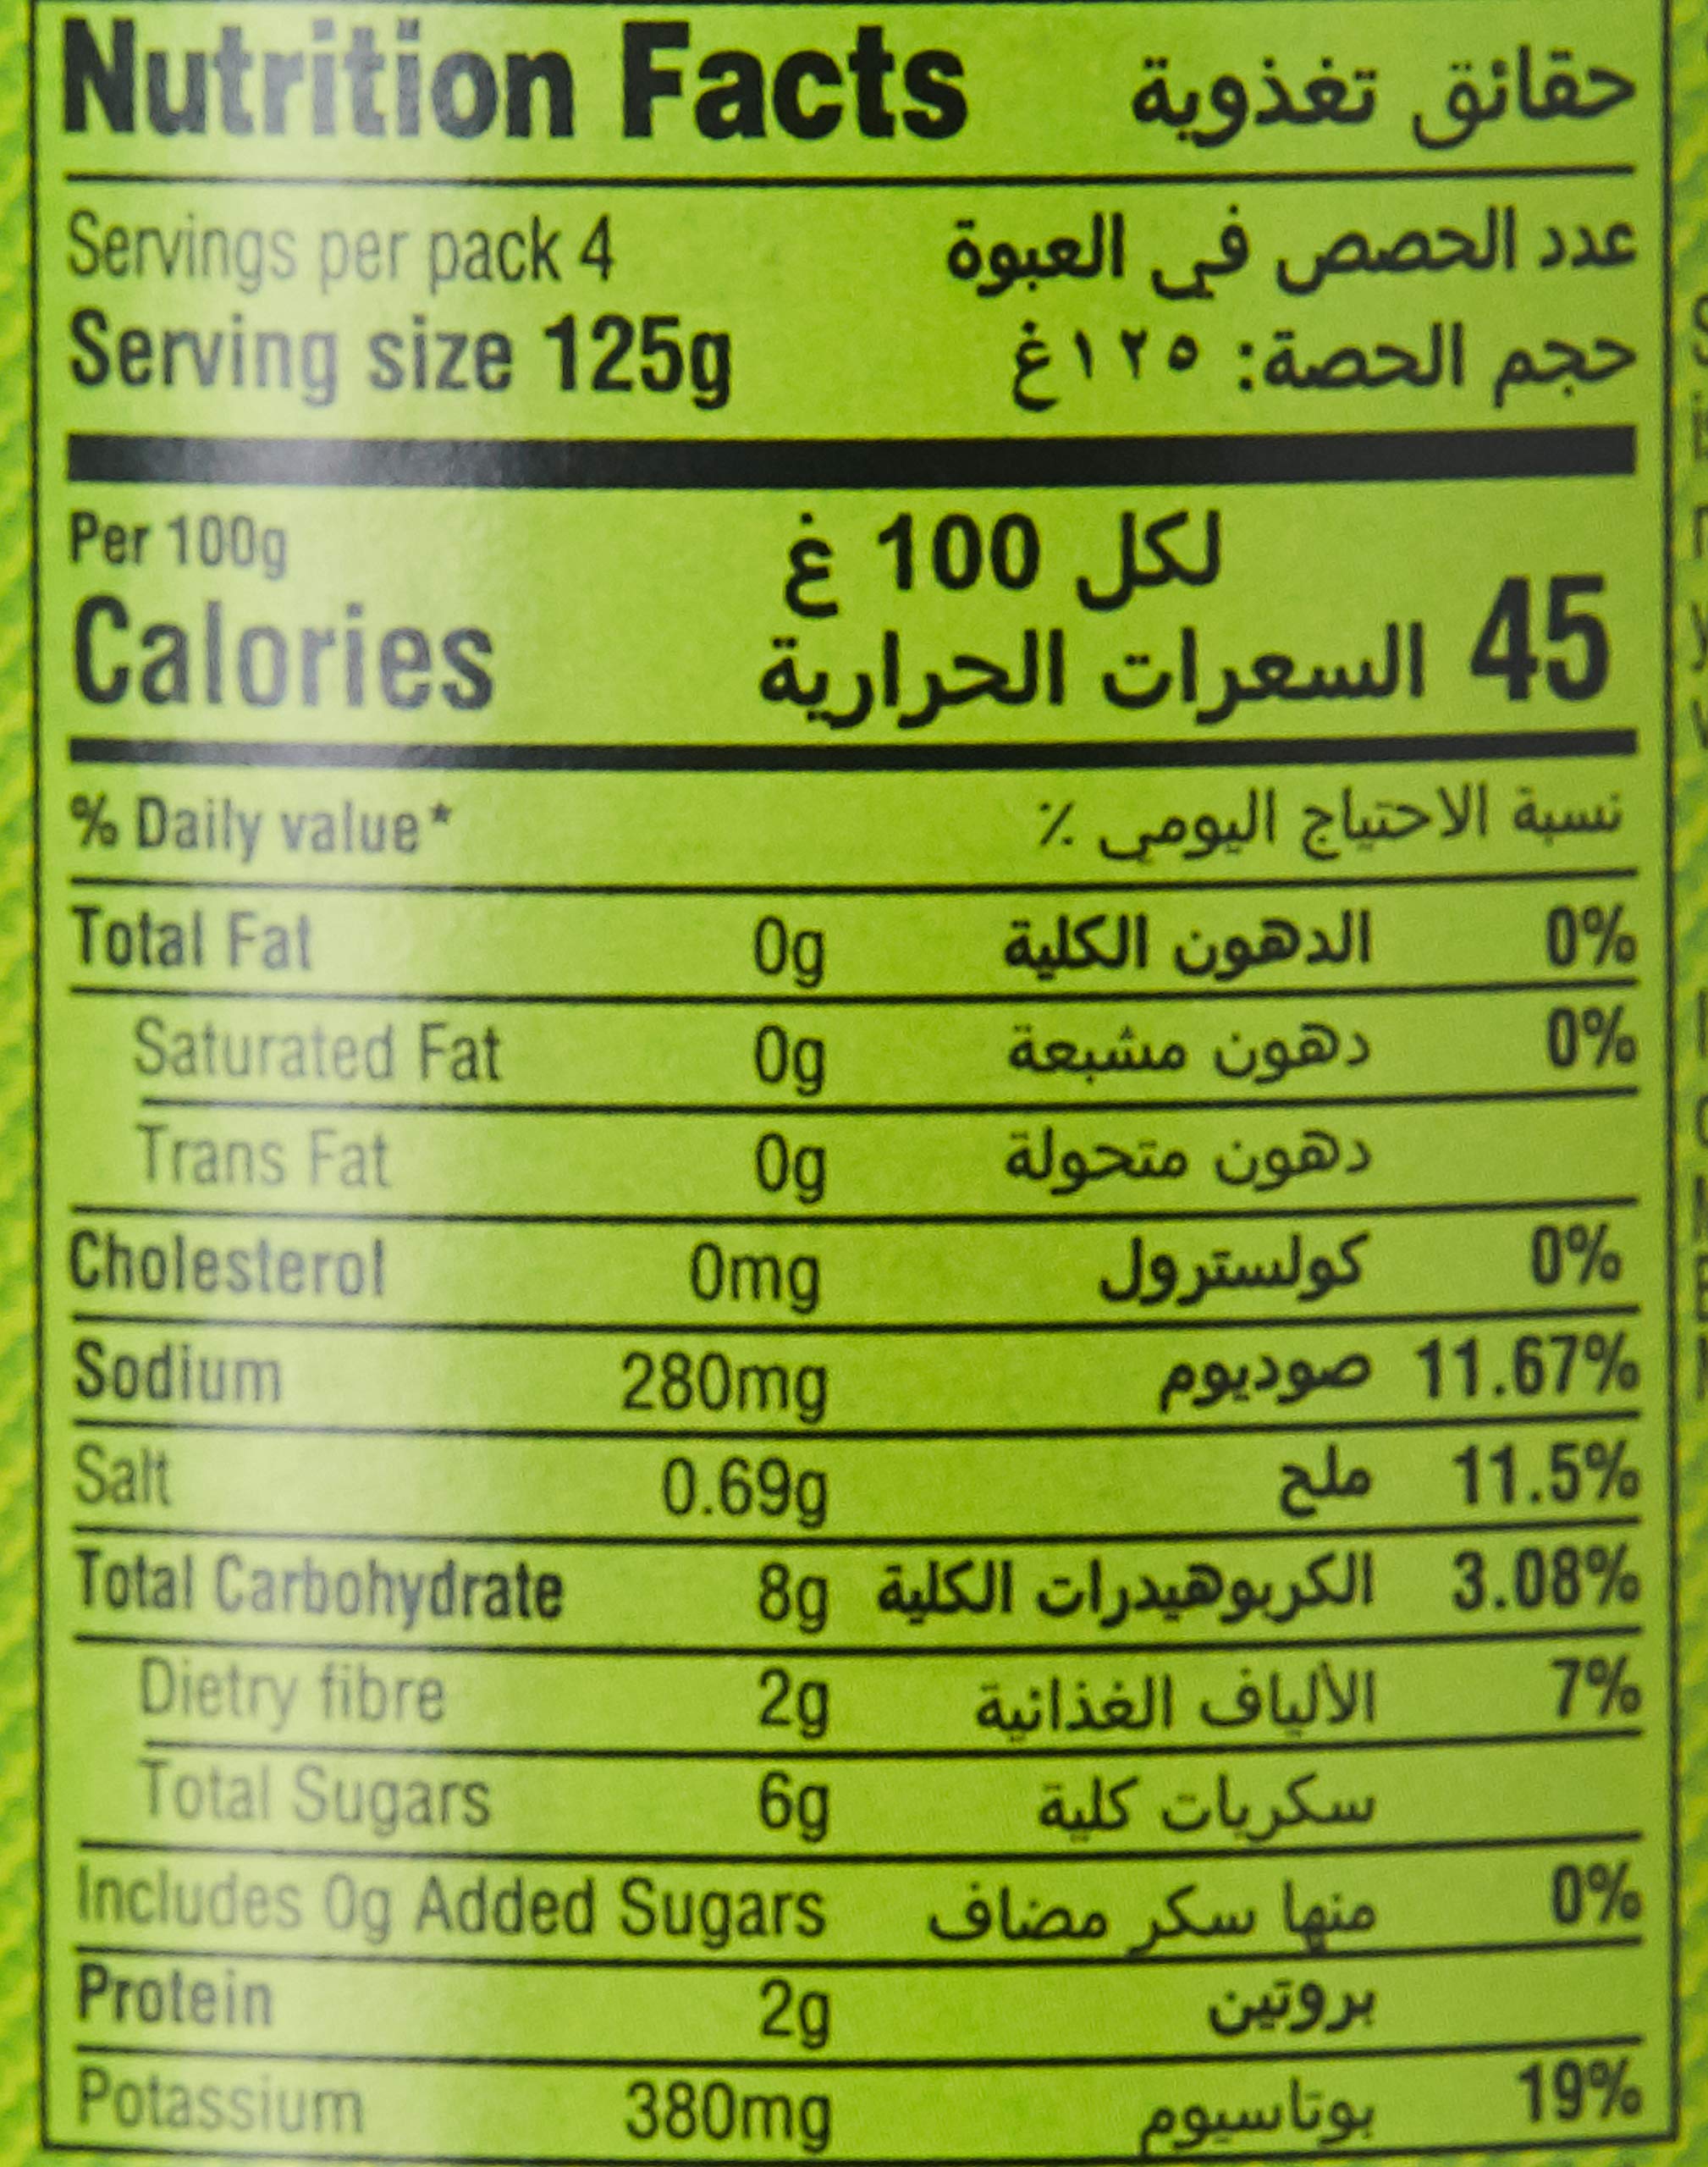 Nutrition Facts حقائق تغذوية
Servings per pack 4 عدد الحصص في العبوة
Serving size 125g حجم الحصة: ١٢٥غ
Per 100g لكل 100 غ
Calories السعرات الحرارية 45
% Daily value* نسبة الاحتياج اليومي ٪
Total Fat 0g الدهون الكلية 0%
Saturated Fat 0g دهون مشبعة 0%
Trans Fat 0g دهون متحولة
Cholesterol 0mg كولسترول 0%
Sodium 280mg صوديوم 11.67%
Salt 0.69g ملح 11.5%
Total Carbohydrate 8g الكربوهيدرات الكلية 3.08%
Dietry fibre 2g الألياف الغذائية 7%
Total Sugars 6g سكريات كلية
Includes 0g Added Sugars منها سكر مضاف 0%
Protein 2g بروتين
Potassium 380mg بوتاسيوم 19%